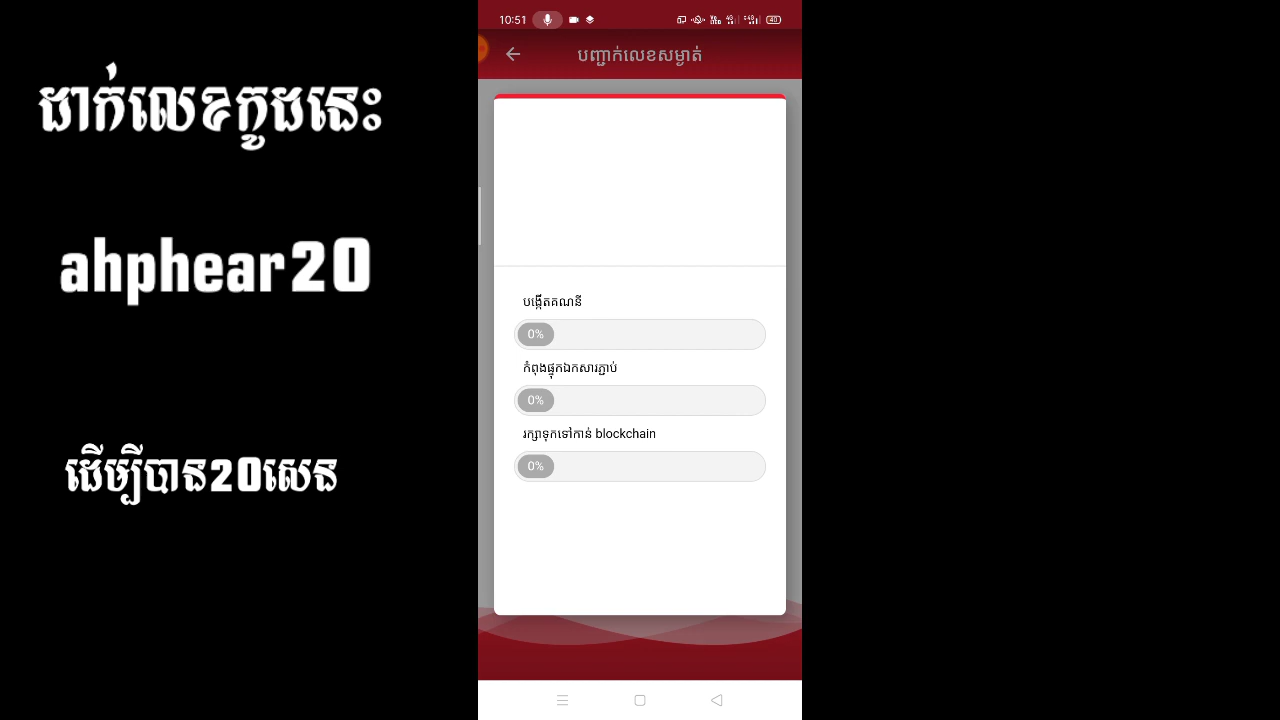 ដាក់លេខកូដនេះ
ahphear20
ដើម្បីបាន20សេន
10:51
បញ្ជាក់លេខសម្ងាត់
បង្កើតគណនី
0%
កំពុងផ្ទុកឯកសារភ្ជាប់
0%
រក្សាទុកទៅកាន់ blockchain
0%